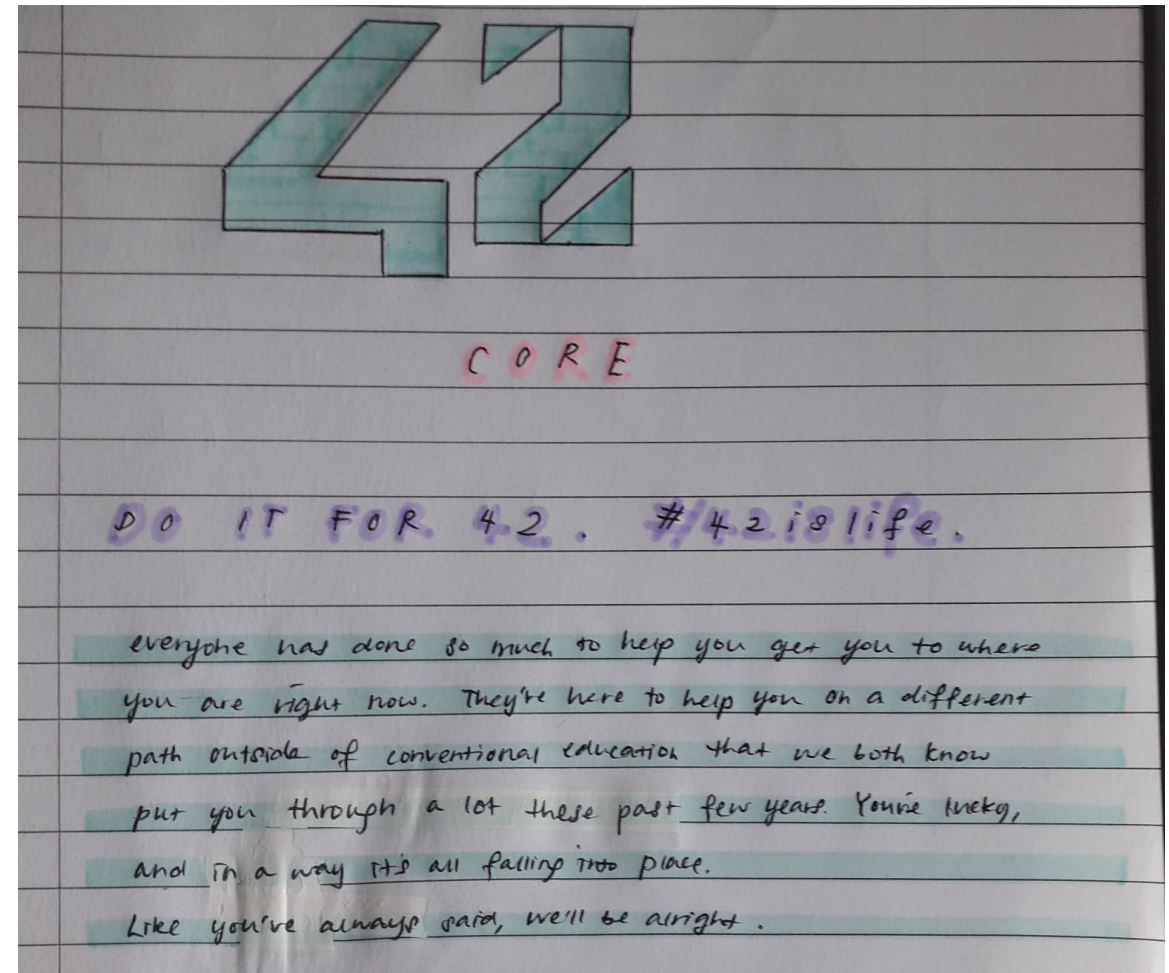 42
CORE
DO IT FOR 42. #42islife.
everyone has done so much to help you get you to where
you are right now. They're here to help you on a different
path outside of conventional education that we both know
put you through a lot these past few years. You're lucky,
and in a way it's all falling into place.
Like you've always said, we'll be alright.